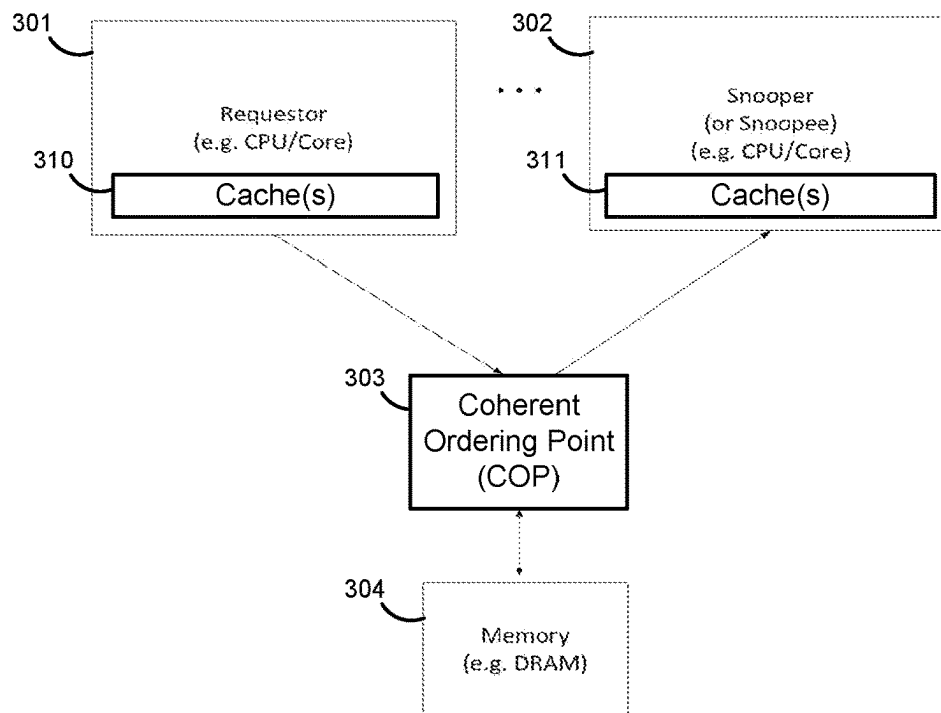 301
302
Requestor
(e.g. CPU/Core)
Snooper
(or Snoopee)
(e.g. CPU/Core)
310
Cache(s)
311
Cache(s)
303
Coherent
Ordering Point
(COP)
304
Memory
(e.g. DRAM)